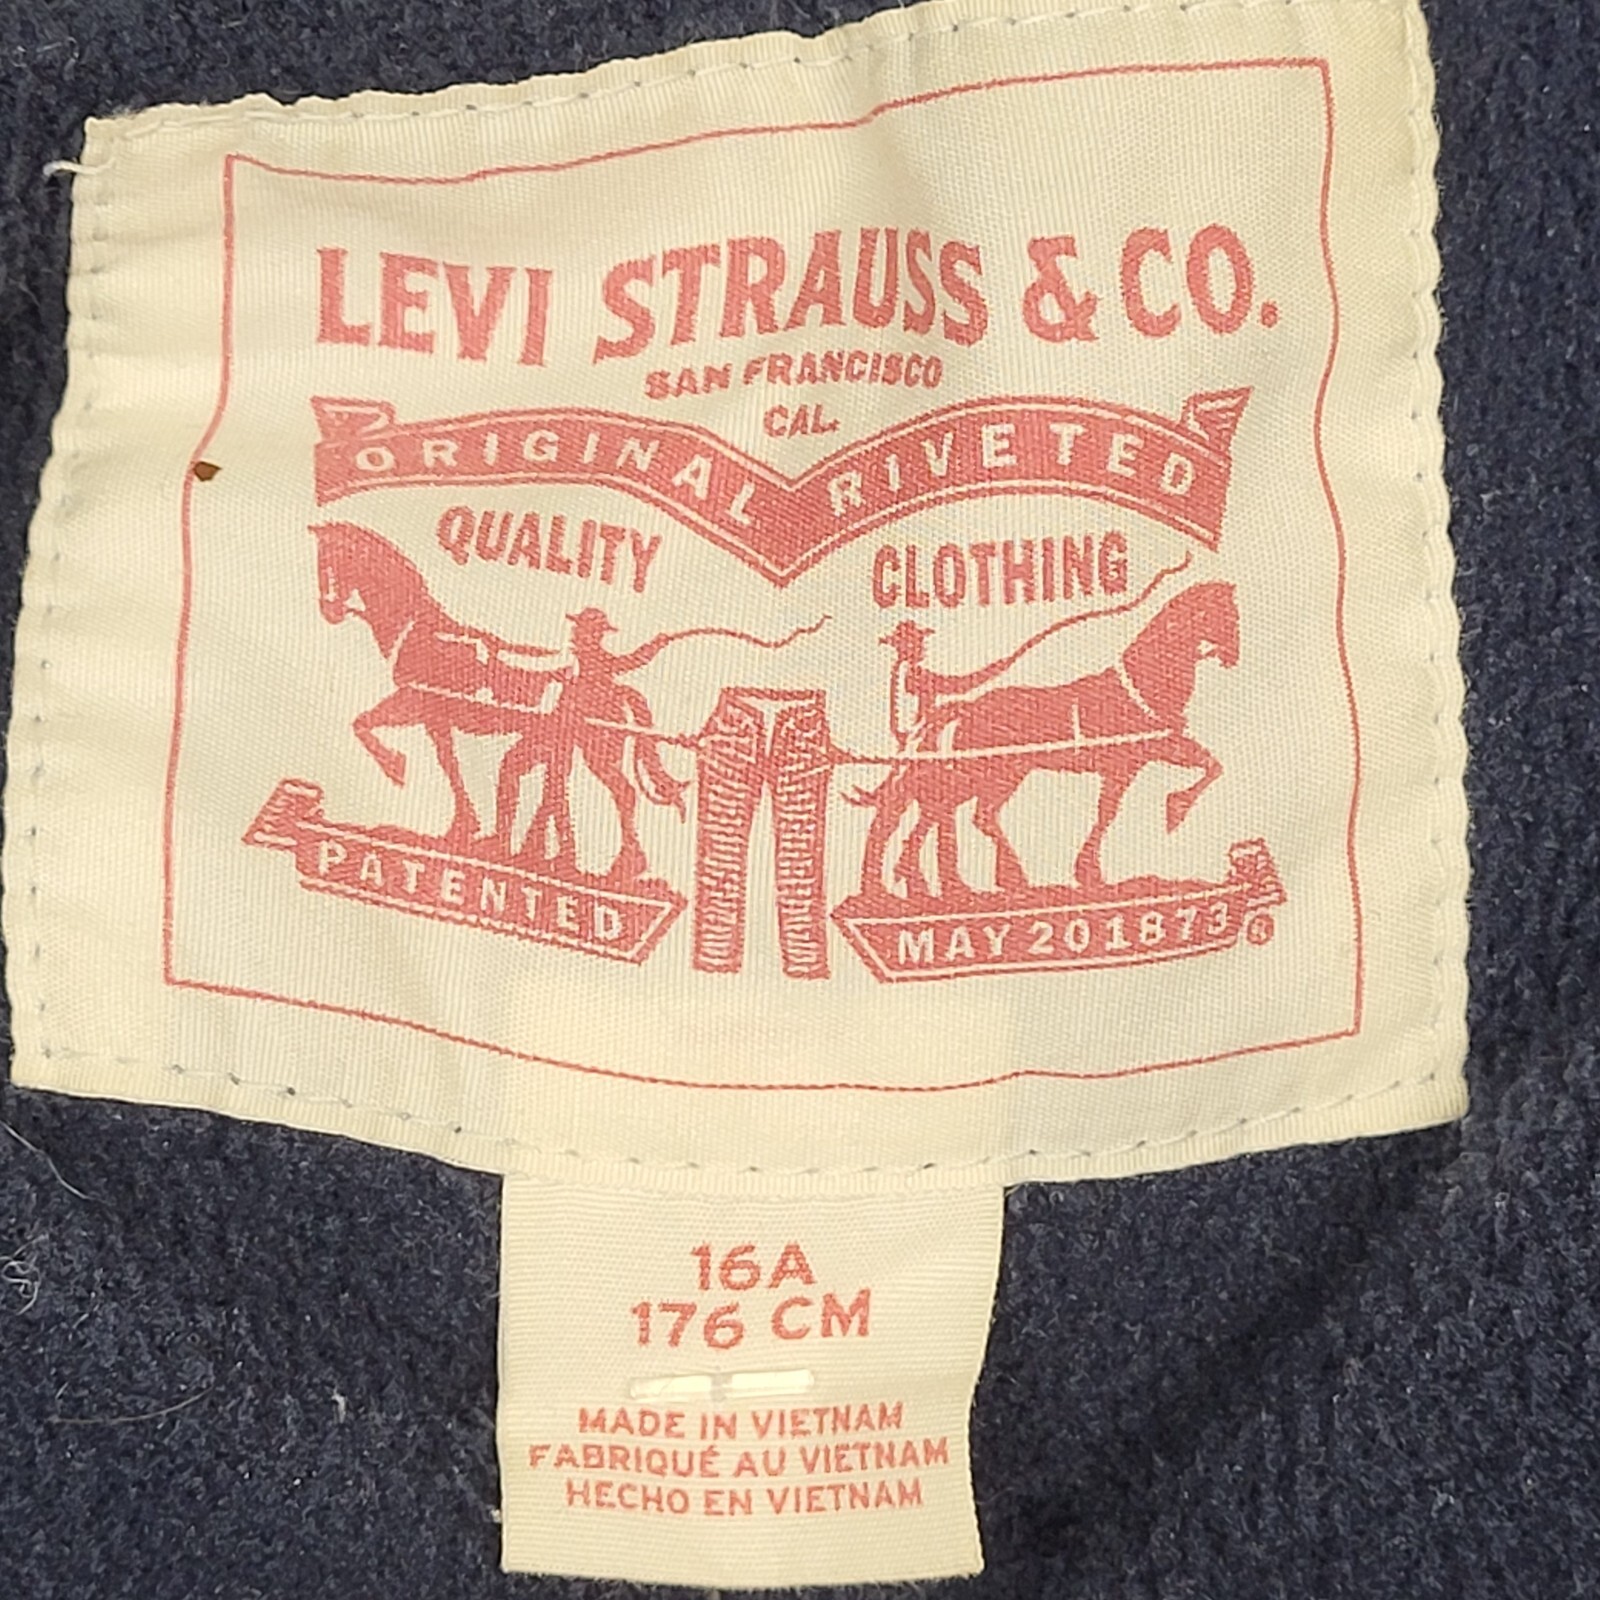 LEVI STRAUSS & CO.
SAN FRANCISCO
CAL.
ORIGINAL RIVETED
QUALITY CLOTHING
PATENTED MAY 20 1873 ®
16A
176 CM
MADE IN VIETNAM
FABRIQUÉ AU VIETNAM
HECHO EN VIETNAM